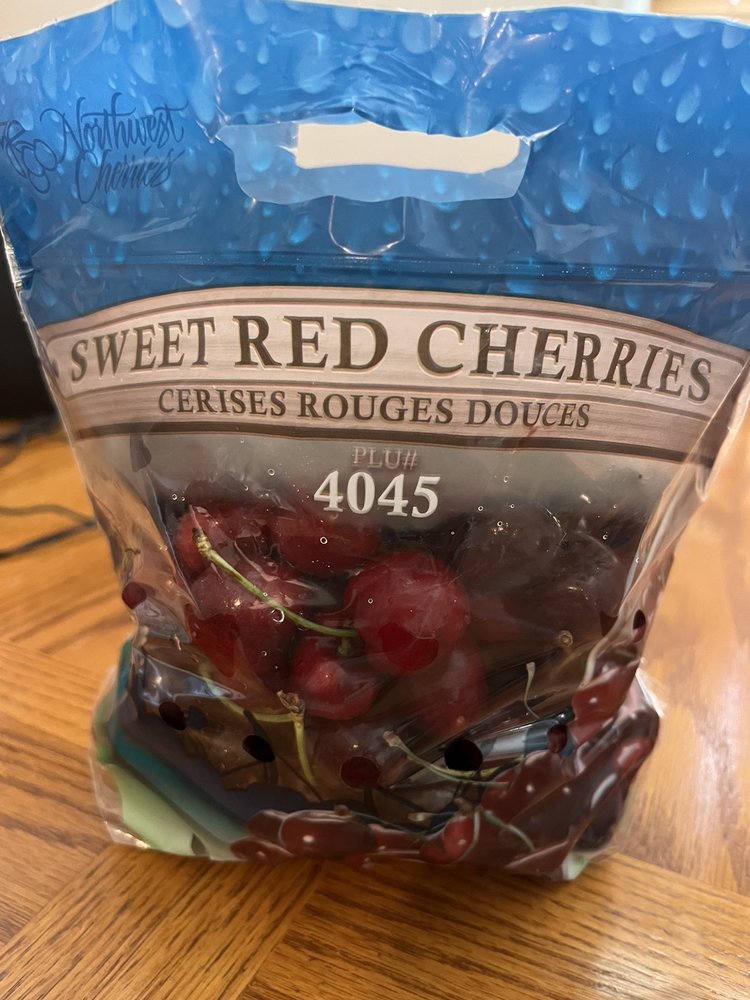 Northwest
Cherries
SWEET RED CHERRIES
CERISES ROUGES DOUCES
PLU#
4045